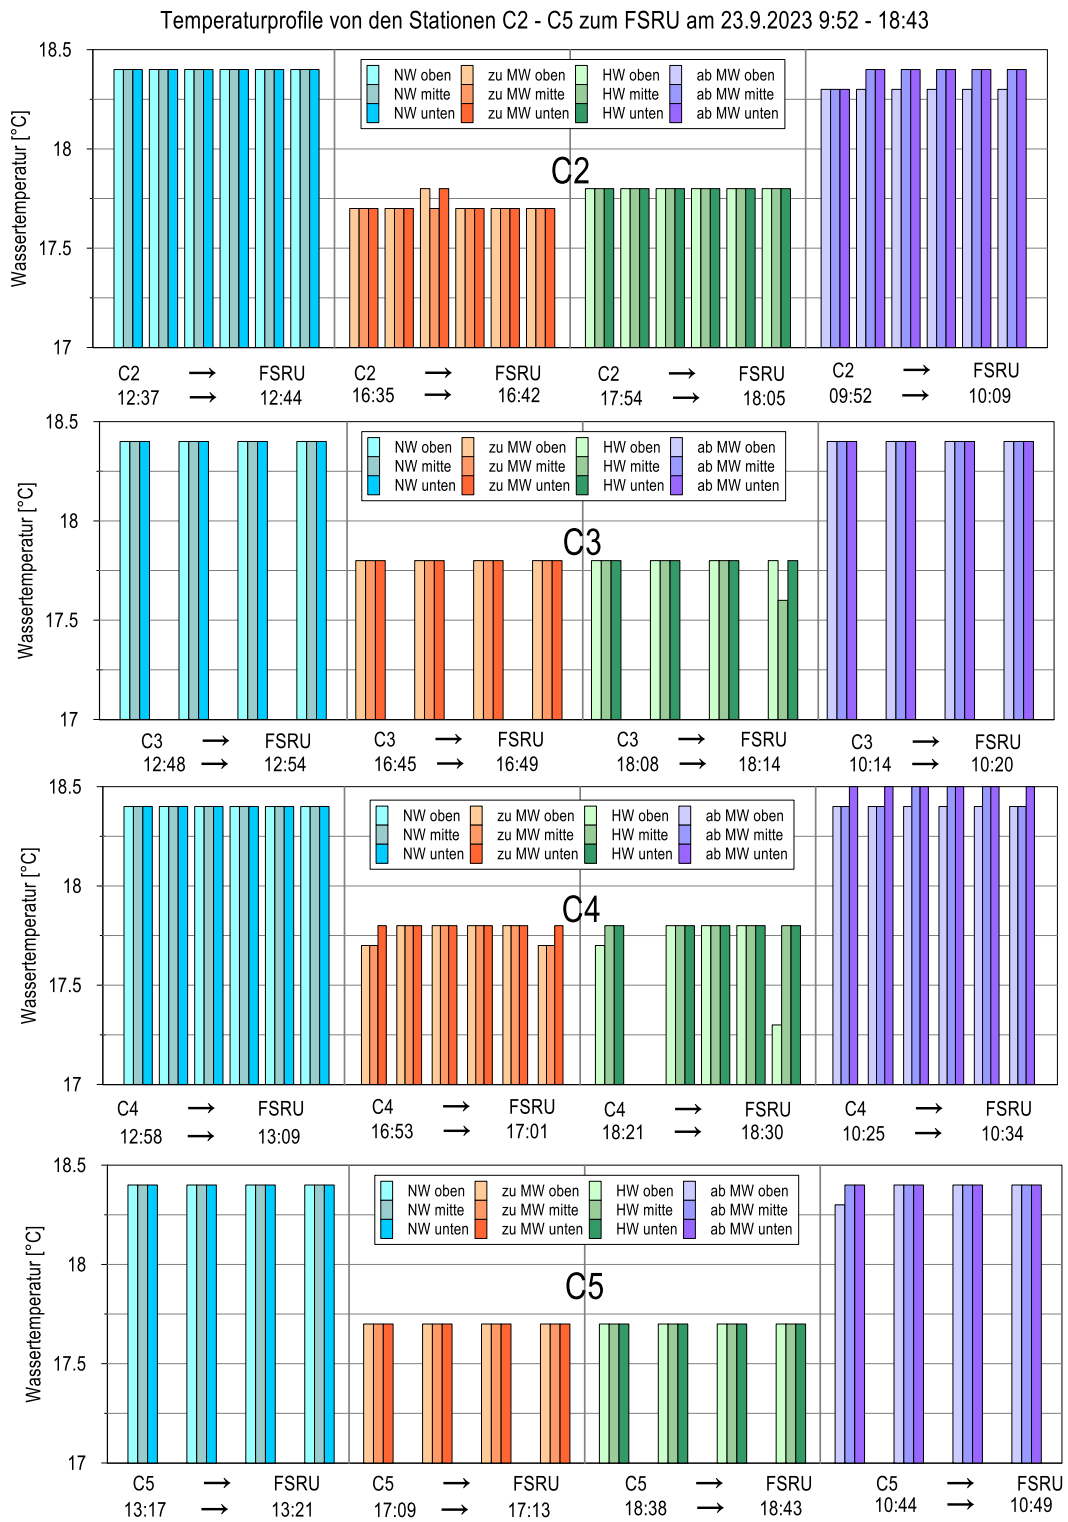 Temperaturprofile von den Stationen C2 - C5 zum FSRU am 23.9.2023 9:52 - 18:43
Wassertemperatur [°C]
18.5
18
17.5
17
NW oben zu MW oben HW oben ab MW oben
NW mitte zu MW mitte HW mitte ab MW mitte
NW unten zu MW unten HW unten ab MW unten
C2
C2 → FSRU C2 → FSRU C2 → FSRU C2 → FSRU
12:37 → 12:44 16:35 → 16:42 17:54 → 18:05 09:52 → 10:09
Wassertemperatur [°C]
18.5
18
17.5
17
NW oben zu MW oben HW oben ab MW oben
NW mitte zu MW mitte HW mitte ab MW mitte
NW unten zu MW unten HW unten ab MW unten
C3
C3 → FSRU C3 → FSRU C3 → FSRU C3 → FSRU
12:48 → 12:54 16:45 → 16:49 18:08 → 18:14 10:14 → 10:20
Wassertemperatur [°C]
18.5
18
17.5
17
NW oben zu MW oben HW oben ab MW oben
NW mitte zu MW mitte HW mitte ab MW mitte
NW unten zu MW unten HW unten ab MW unten
C4
C4 → FSRU C4 → FSRU C4 → FSRU C4 → FSRU
12:58 → 13:09 16:53 → 17:01 18:21 → 18:30 10:25 → 10:34
Wassertemperatur [°C]
18.5
18
17.5
17
NW oben zu MW oben HW oben ab MW oben
NW mitte zu MW mitte HW mitte ab MW mitte
NW unten zu MW unten HW unten ab MW unten
C5
C5 → FSRU C5 → FSRU C5 → FSRU C5 → FSRU
13:17 → 13:21 17:09 → 17:13 18:38 → 18:43 10:44 → 10:49